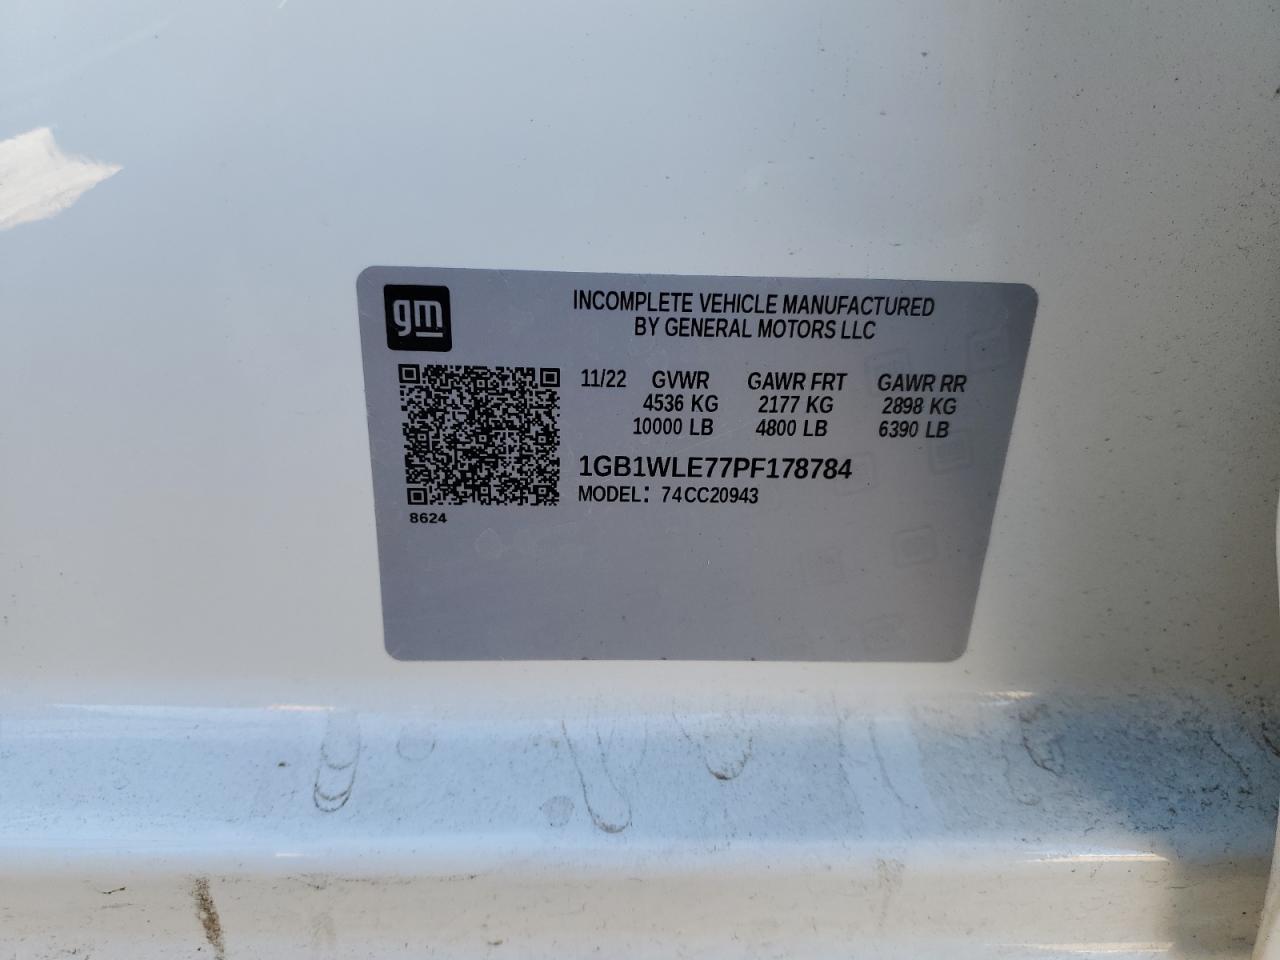 gm
INCOMPLETE VEHICLE MANUFACTURED
BY GENERAL MOTORS LLC
11/22 GVWR GAWR FRT GAWR RR
4536 KG 2177 KG 2898 KG
10000 LB 4800 LB 6390 LB
1GB1WLE77PF178784
MODEL: 74CC20943
8624